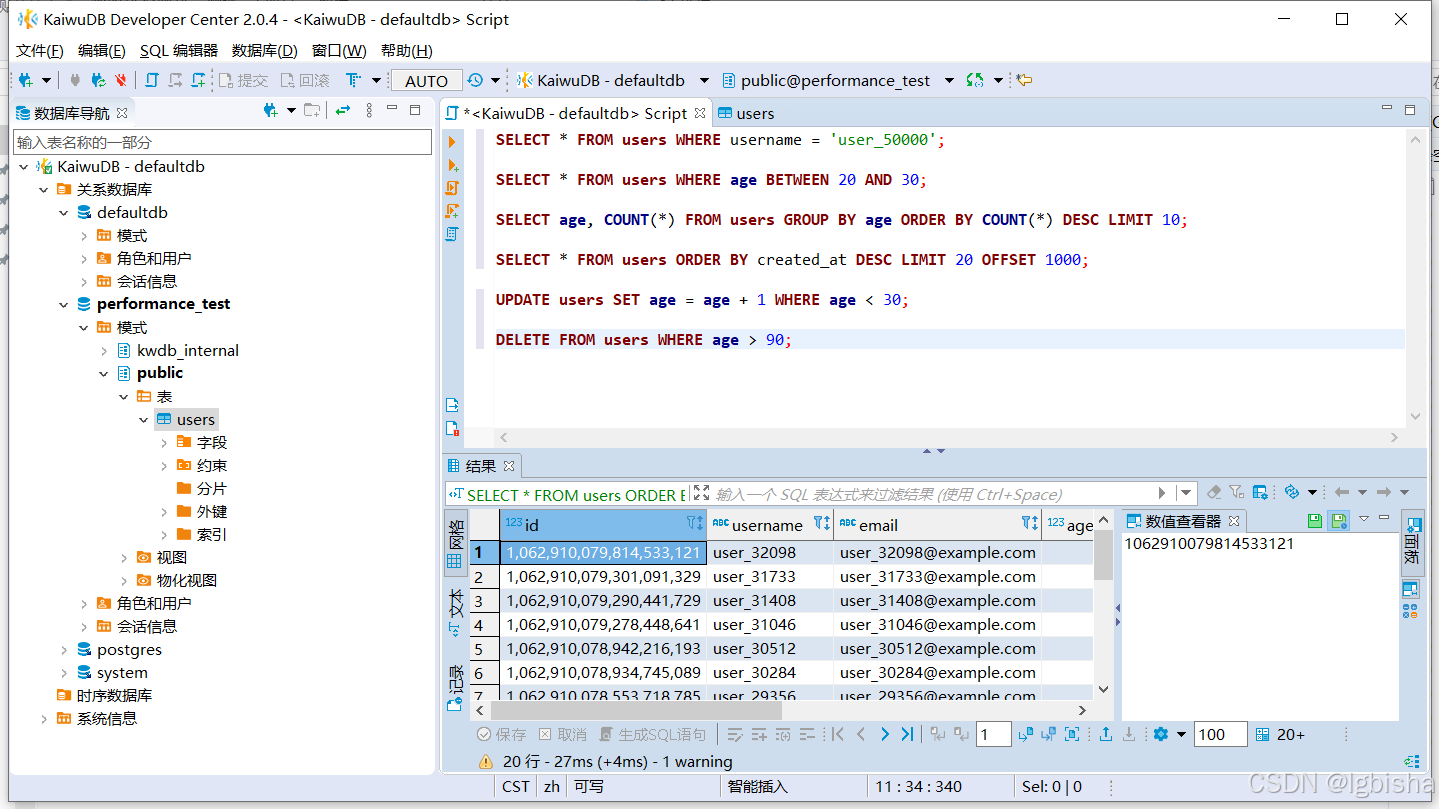 KaiwuDB Developer Center 2.0.4 - <KaiwuDB - defaultdb> Script
文件(F) 编辑(E) SQL 编辑器 数据库(D) 窗口(W) 帮助(H)
提交 回滚 AUTO KaiwuDB - defaultdb public@performance_test
数据库导航
输入表名称的一部分
KaiwuDB - defaultdb
关系数据库
defaultdb
模式
角色和用户
会话信息
performance_test
模式
kwdb_internal
public
表
users
字段
约束
分片
外键
索引
视图
物化视图
角色和用户
会话信息
postgres
system
时序数据库
系统信息
*<KaiwuDB - defaultdb> Script users
SELECT * FROM users WHERE username = 'user_50000';
SELECT * FROM users WHERE age BETWEEN 20 AND 30;
SELECT age, COUNT(*) FROM users GROUP BY age ORDER BY COUNT(*) DESC LIMIT 10;
SELECT * FROM users ORDER BY created_at DESC LIMIT 20 OFFSET 1000;
UPDATE users SET age = age + 1 WHERE age < 30;
DELETE FROM users WHERE age > 90;
结果
SELECT * FROM users ORDER E 输入一个 SQL 表达式来过滤结果 (使用 Ctrl+Space)
网格
文本
记录
123 id ABC username ABC email 123 age
1 1,062,910,079,814,533,121 user_32098 user_32098@example.com
2 1,062,910,079,301,091,329 user_31733 user_31733@example.com
3 1,062,910,079,290,441,729 user_31408 user_31408@example.com
4 1,062,910,079,278,448,641 user_31046 user_31046@example.com
5 1,062,910,078,942,216,193 user_30512 user_30512@example.com
6 1,062,910,078,934,745,089 user_30284 user_30284@example.com
7 1,062,910,078,553,718,785 user_29356 user_29356@example.com
数值查看器
1062910079814533121
面板
保存 取消 生成SQL语句 1 100 20+
20 行 - 27ms (+4ms) - 1 warning
CST zh 可写 智能插入 11 : 34 : 340 Sel: 0 | 0
CSDN @lgbisha